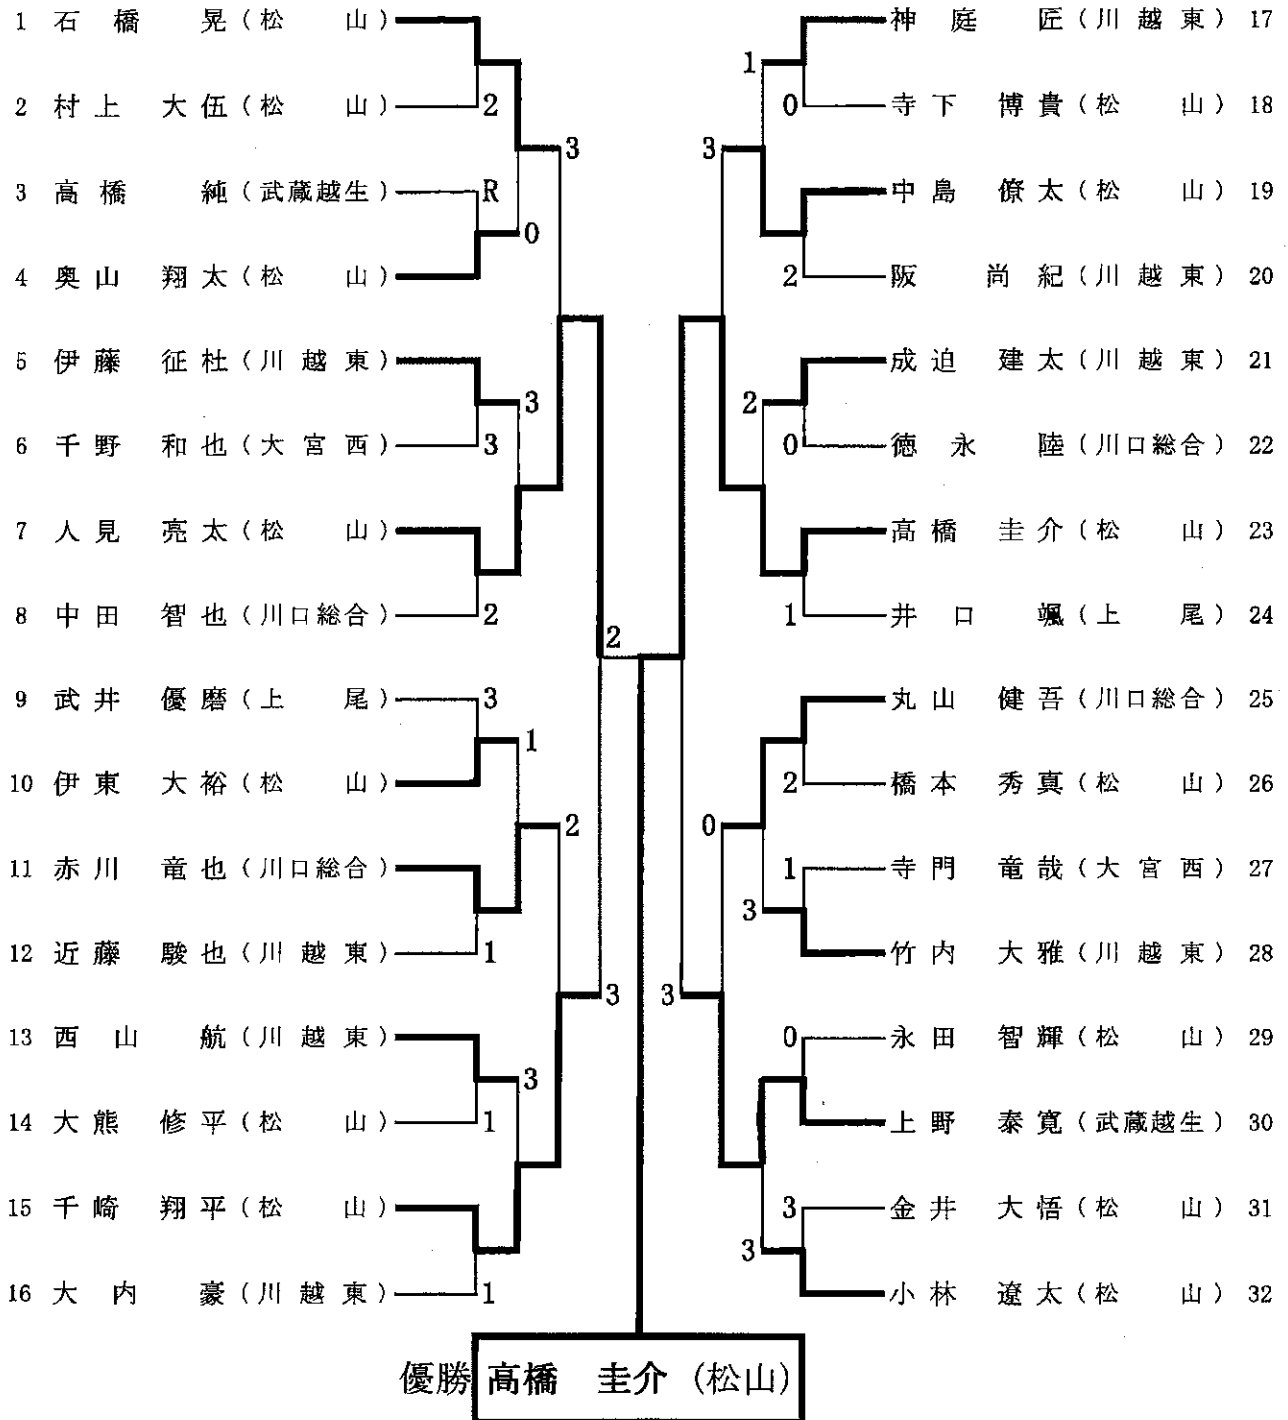 1 石橋 晃（松山）
2
2 村上 大伍（松山）
3
R
3 高橋 純（武蔵越生）
0
4 奥山 翔太（松山）
5 伊藤 征杜（川越東）
3
6 千野 和也（大宮西）
3
7 人見 亮太（松山）
8 中田 智也（川口総合）
2
2
9 武井 優磨（上尾）
3
1
10 伊東 大裕（松山）
2
11 赤川 竜也（川口総合）
12 近藤 駿也（川越東）
1
3
13 西山 航（川越東）
3
14 大熊 修平（松山）
1
15 千崎 翔平（松山）
16 大内 豪（川越東）
1
神庭 匠（川越東） 17
1
0
寺下 博貴（松山） 18
3
中島 僚太（松山） 19
2
阪 尚紀（川越東） 20
成迫 建太（川越東） 21
2
0
徳永 陸（川口総合） 22
高橋 圭介（松山） 23
1
井口 颯（上尾） 24
丸山 健吾（川口総合） 25
2
橋本 秀真（松山） 26
0
1
寺門 竜哉（大宮西） 27
3
竹内 大雅（川越東） 28
3
0
永田 智輝（松山） 29
上野 泰寛（武蔵越生） 30
3
金井 大悟（松山） 31
3
小林 遼太（松山） 32
優勝 高橋 圭介（松山）